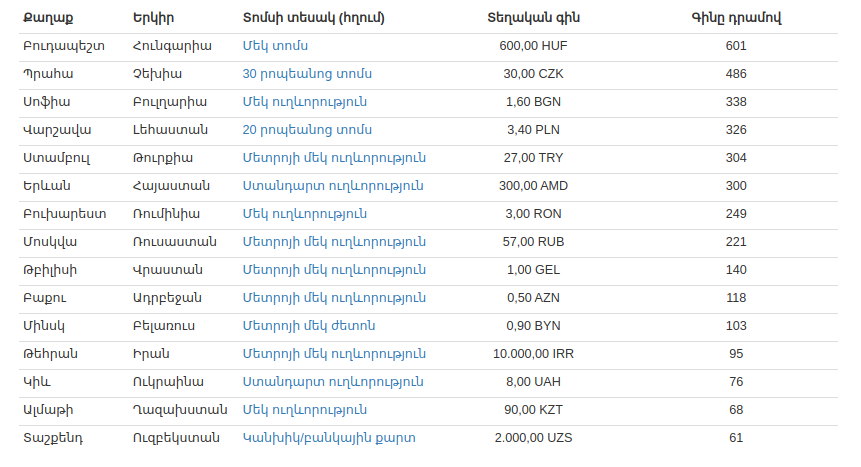 Քաղաք Երկիր Տոմսի տեսակ (հղում) Տեղական գին Գինը դրամով
Բուդապեշտ Հունգարիա Մեկ տոմս 600,00 HUF 601
Պրահա Չեխիա 30 րոպեանոց տոմս 30,00 CZK 486
Սոֆիա Բուլղարիա Մեկ ուղևորություն 1,60 BGN 338
Վարշավա Լեհաստան 20 րոպեանոց տոմս 3,40 PLN 326
Ստամբուլ Թուրքիա Մետրոյի մեկ ուղևորություն 27,00 TRY 304
Երևան Հայաստան Ստանդարտ ուղևորություն 300,00 AMD 300
Բուխարեստ Ռումինիա Մեկ ուղևորություն 3,00 RON 249
Մոսկվա Ռուսաստան Մետրոյի մեկ ուղևորություն 57,00 RUB 221
Թբիլիսի Վրաստան Մետրոյի մեկ ուղևորություն 1,00 GEL 140
Բաքու Ադրբեջան Մետրոյի մեկ ուղևորություն 0,50 AZN 118
Մինսկ Բելառուս Մետրոյի մեկ ժետոն 0,90 BYN 103
Թեհրան Իրան Մետրոյի մեկ ուղևորություն 10.000,00 IRR 95
Կիև Ուկրաինա Ստանդարտ ուղևորություն 8,00 UAH 76
Ալմաթի Ղազախստան Մեկ ուղևորություն 90,00 KZT 68
Տաշքենդ Ուզբեկստան Կանխիկ/բանկային քարտ 2.000,00 UZS 61